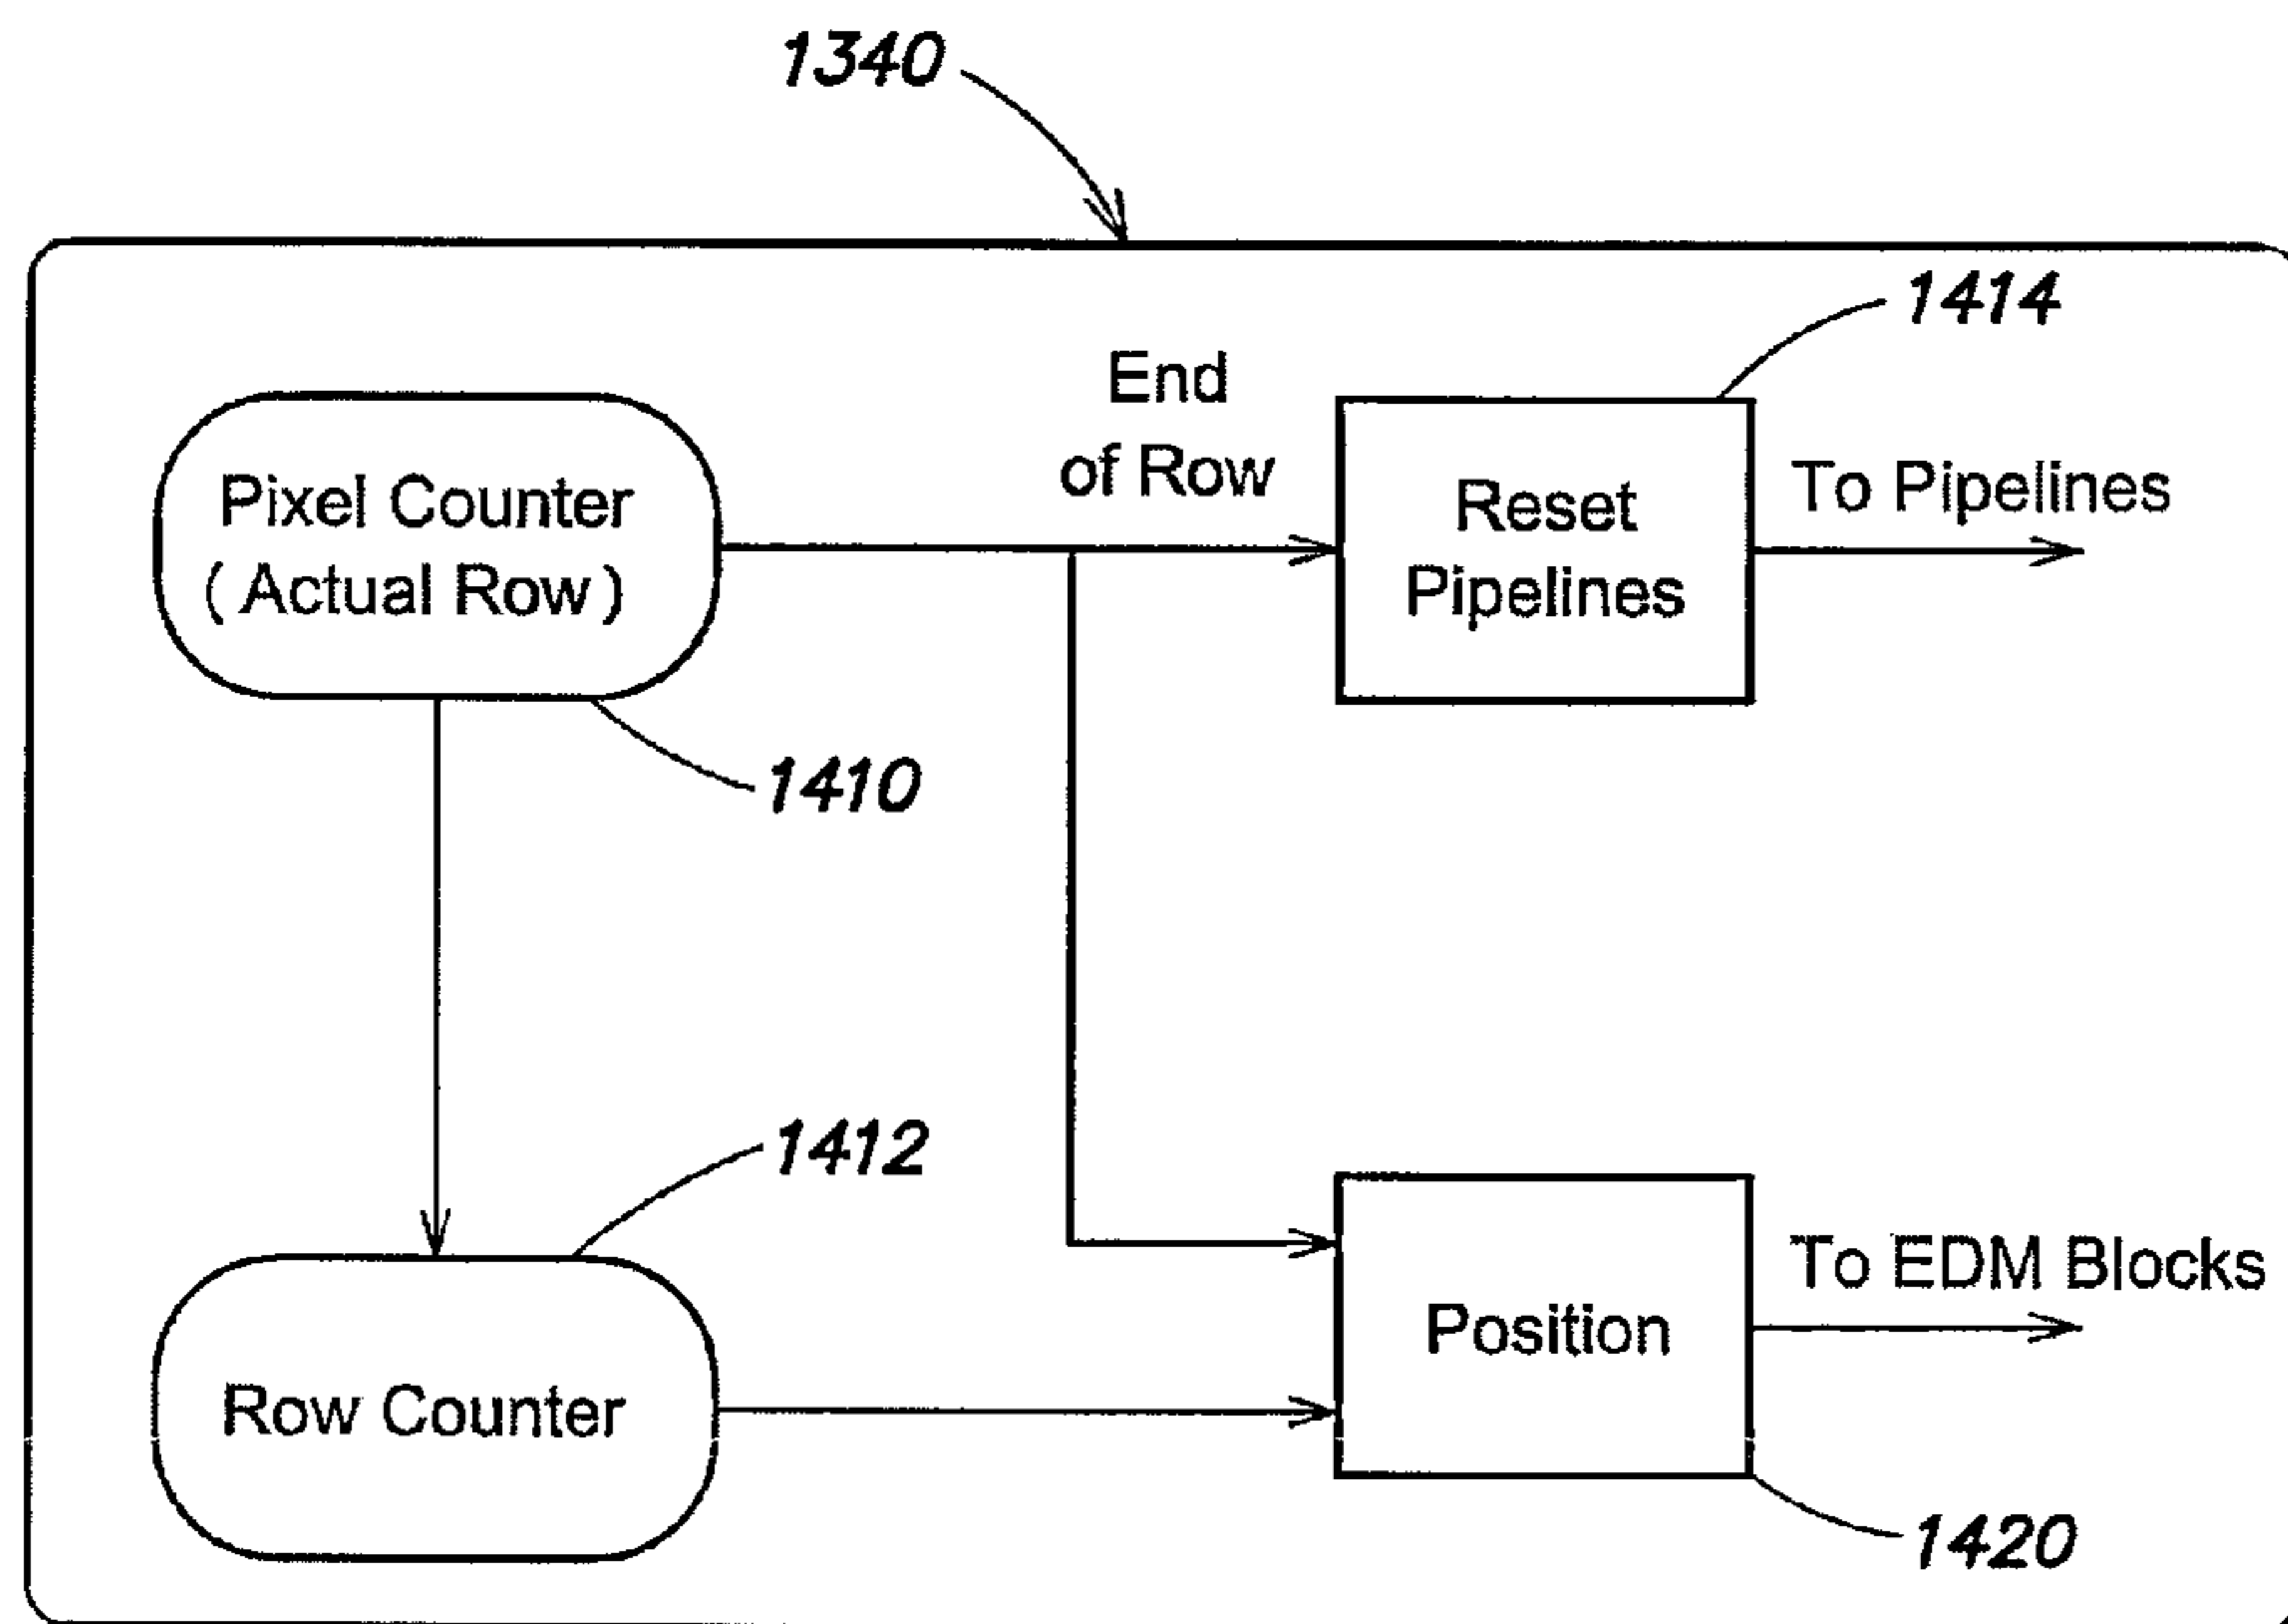 1340
1414
End
of Row
Pixel Counter
( Actual Row )
Reset
Pipelines
To Pipelines
1410
1412
To EDM Blocks
Position
Row Counter
1420